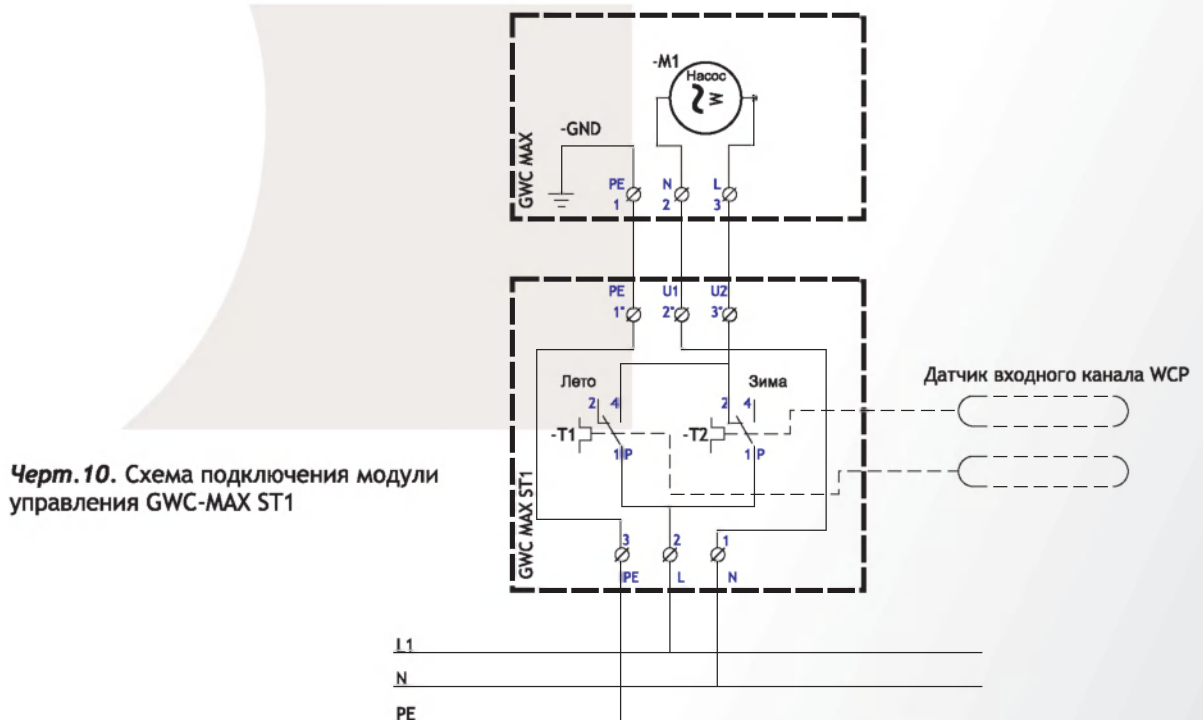 -M1
Насос
GWC MAX
-GND
PE N L
1 2 3
PE U1 U2
1" 2" 3"
Лето Зима
2 4 2 4
-T1 -T2
1 P 1 P
Датчик входного канала WCP
Черт.10. Схема подключения модули
управления GWC-MAX ST1
GWC MAX ST1
3 2 1
PE L N
L1
N
PE